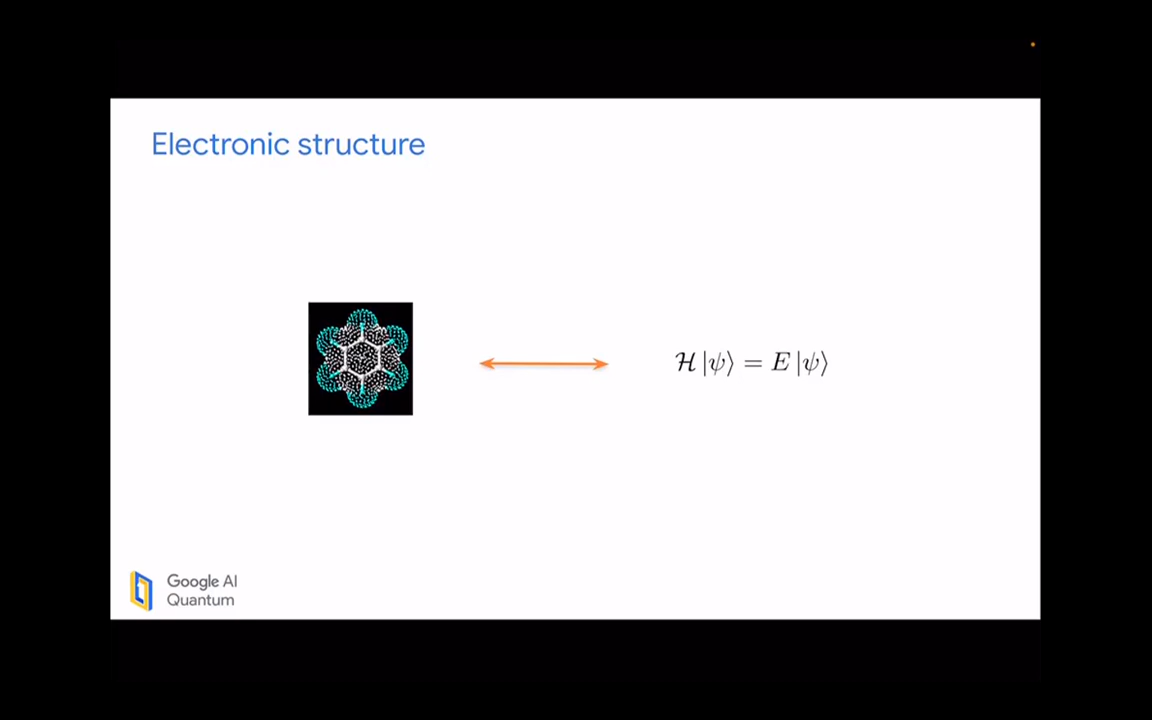 Electronic structure
ℋ |ψ⟩ = E |ψ⟩
Google AI
Quantum